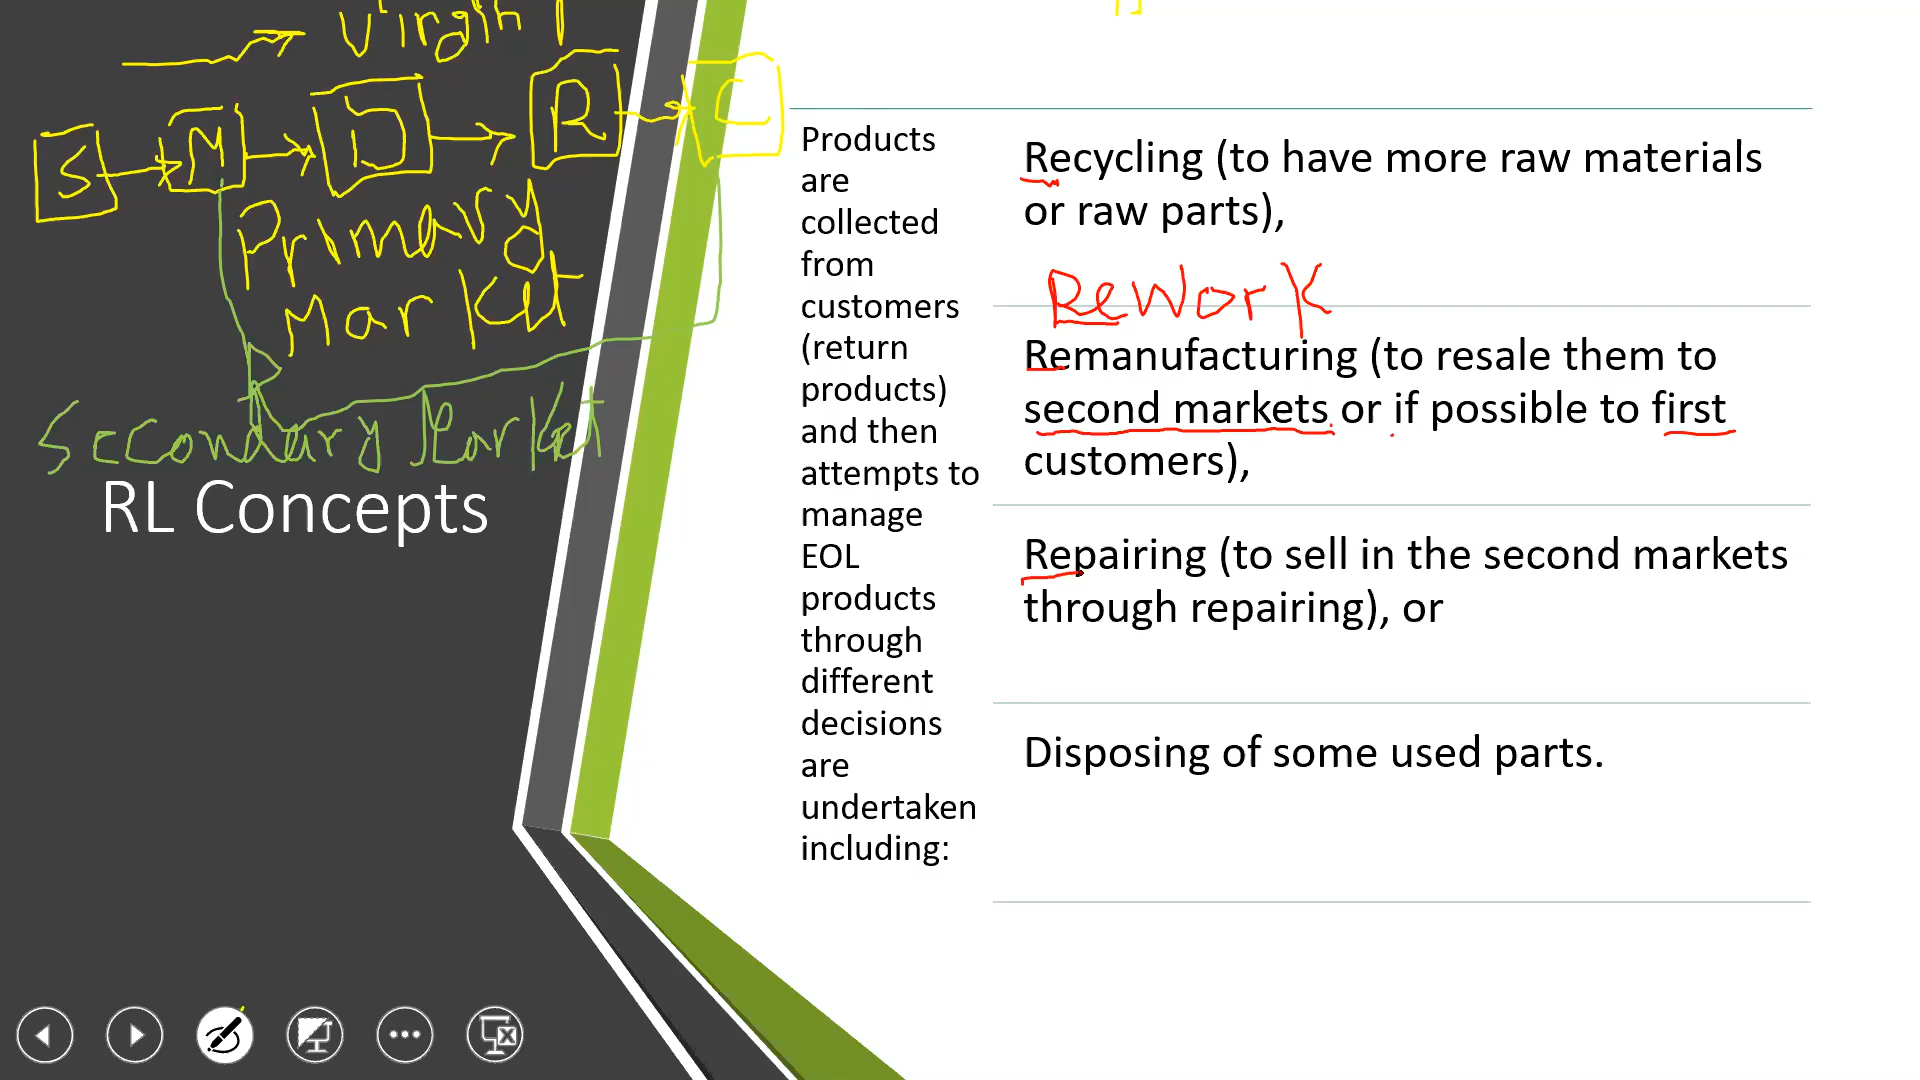 Virgin
S M D R C
Primary
Market
Secondary Market
RL Concepts
Products
are
collected
from
customers
(return
products)
and then
attempts to
manage
EOL
products
through
different
decisions
are
undertaken
including:
Recycling (to have more raw materials
or raw parts),
ReWork
Remanufacturing (to resale them to
second markets or if possible to first
customers),
Repairing (to sell in the second markets
through repairing), or
Disposing of some used parts.